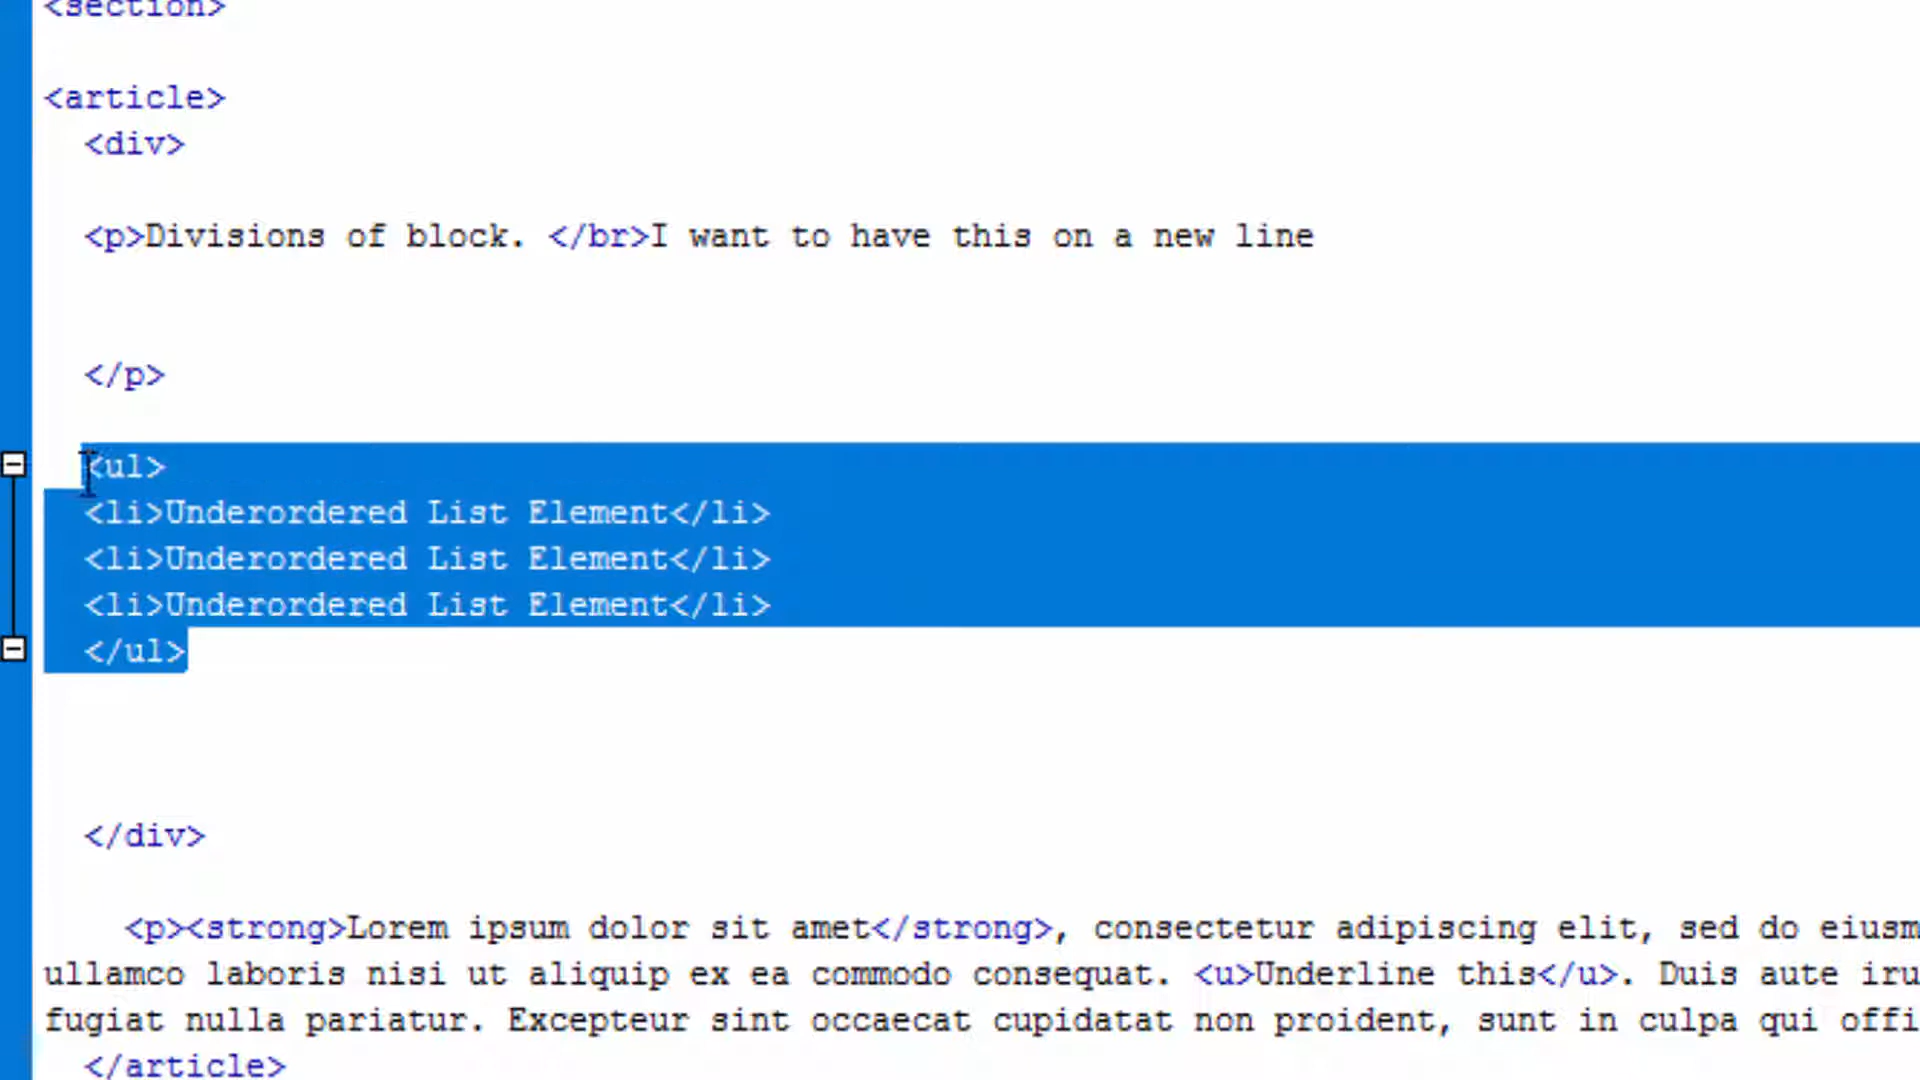 <section>
<article>
<div>
<p>Divisions of block. </br>I want to have this on a new line
</p>
<ul>
<li>Underordered List Element</li>
<li>Underordered List Element</li>
<li>Underordered List Element</li>
</ul>
</div>
<p><strong>Lorem ipsum dolor sit amet</strong>, consectetur adipiscing elit, sed do eiusm
ullamco laboris nisi ut aliquip ex ea commodo consequat. <u>Underline this</u>. Duis aute iru
fugiat nulla pariatur. Excepteur sint occaecat cupidatat non proident, sunt in culpa qui offi
</article>